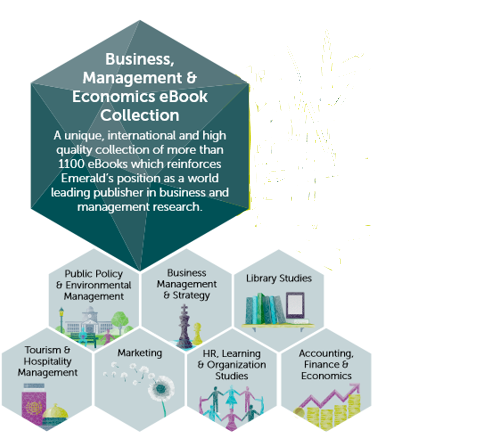 Business,
Management &
Economics eBook
Collection
A unique, international and high
quality collection of more than
1100 eBooks which reinforces
Emerald's position as a world
leading publisher in business and
management research.
Public Policy
& Environmental
Management
Business
Management
& Strategy
Library Studies
Tourism &
Hospitality
Management
Marketing
HR, Learning
& Organization
Studies
Accounting,
Finance &
Economics